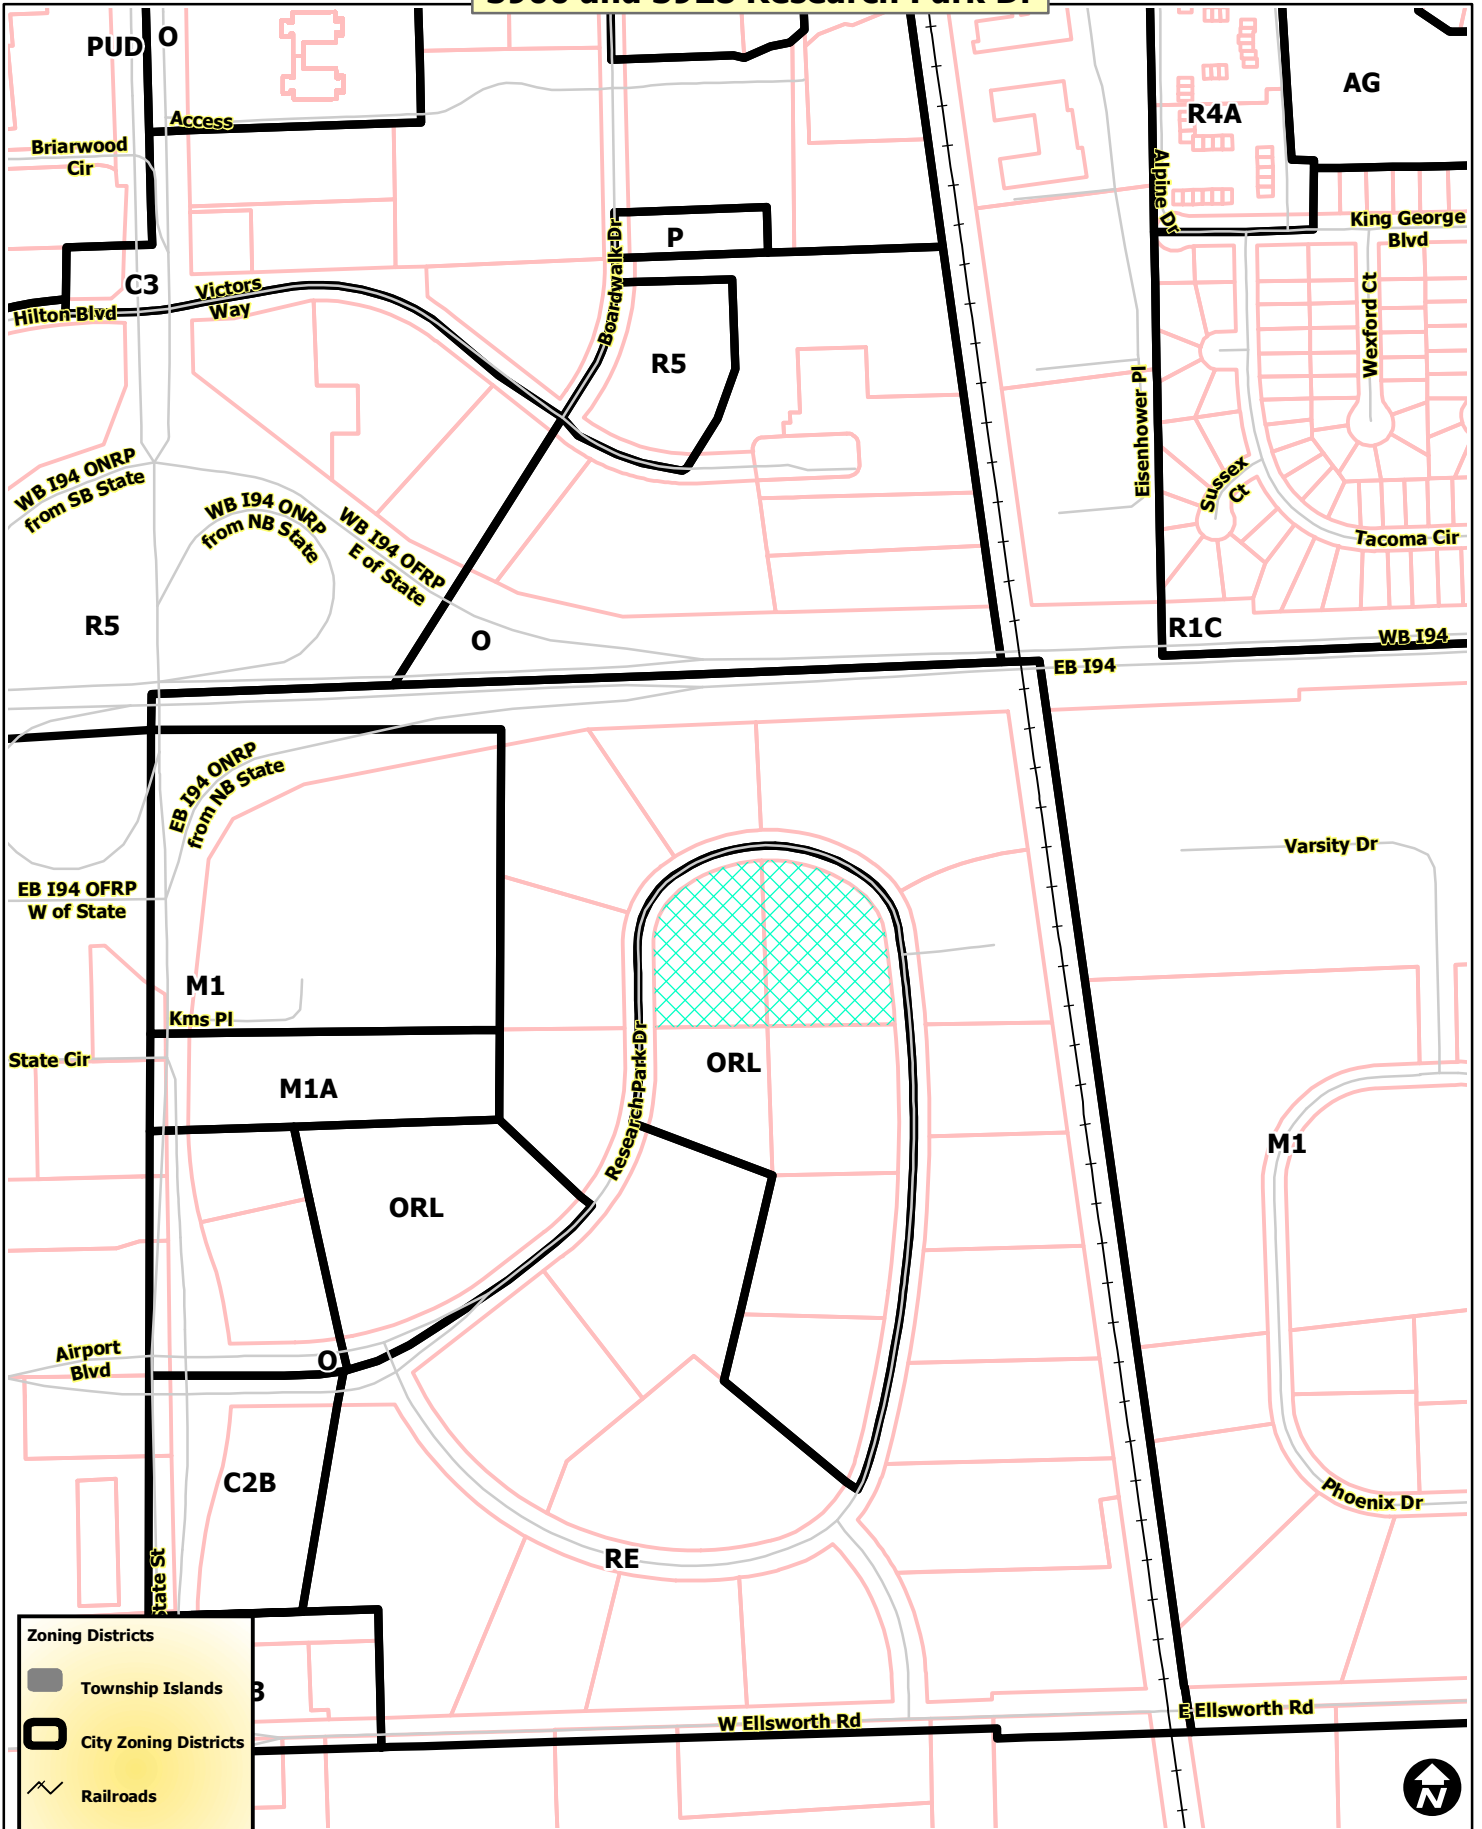 PUD
O
AG
R4A
Access
Briarwood
Cir
Alpine Dr
King George
Blvd
P
Boardwalk Dr
C3
Victors
Way
Hilton Blvd
Wexford Ct
R5
Eisenhower Pl
WB I94 ONRP
from SB State
WB I94 ONRP
from NB State
WB I94 OFRP
E of State
Sussex
Ct
Tacoma Cir
R5
O
R1C
WB I94
EB I94
EB I94 ONRP
from NB State
Varsity Dr
EB I94 OFRP
W of State
M1
Kms Pl
State Cir
M1A
Research Park Dr
ORL
M1
ORL
Airport
Blvd
O
C2B
Phoenix Dr
RE
State St
Zoning Districts
Township Islands
City Zoning Districts
Railroads
W Ellsworth Rd
E Ellsworth Rd
N